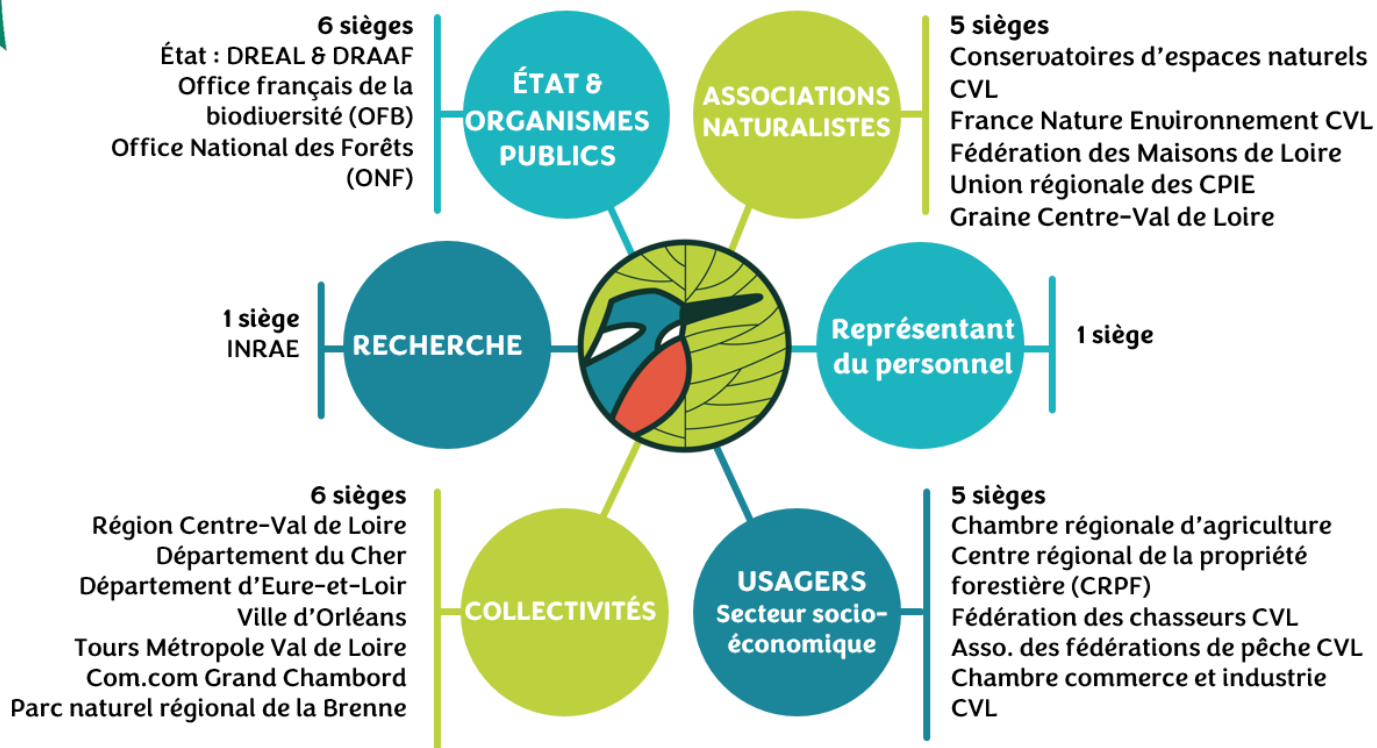 6 sièges
État : DREAL & DRAAF
Office français de la
biodiversité (OFB)
Office National des Forêts
(ONF)
ÉTAT &
ORGANISMES
PUBLICS
ASSOCIATIONS
NATURALISTES
5 sièges
Conservatoires d’espaces naturels
CVL
France Nature Environnement CVL
Fédération des Maisons de Loire
Union régionale des CPIE
Graine Centre-Val de Loire
1 siège
INRAE
RECHERCHE
Représentant
du personnel
1 siège
6 sièges
Région Centre-Val de Loire
Département du Cher
Département d’Eure-et-Loir
Ville d’Orléans
Tours Métropole Val de Loire
Com.com Grand Chambord
Parc naturel régional de la Brenne
COLLECTIVITÉS
USAGERS
Secteur socio-
économique
5 sièges
Chambre régionale d’agriculture
Centre régional de la propriété
forestière (CRPF)
Fédération des chasseurs CVL
Asso. des fédérations de pêche CVL
Chambre commerce et industrie
CVL